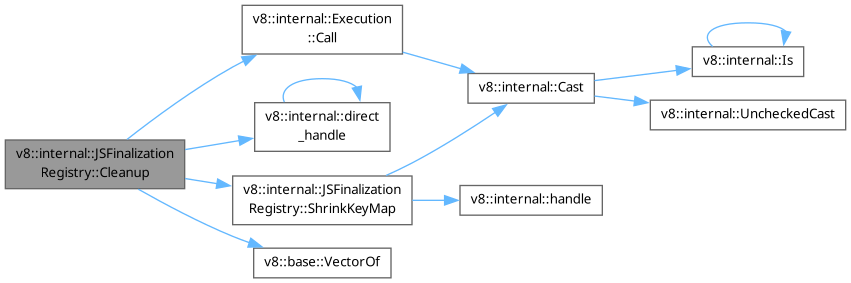 v8::internal::JSFinalization
Registry::Cleanup
v8::internal::Execution
::Call
v8::internal::direct
_handle
v8::internal::JSFinalization
Registry::ShrinkKeyMap
v8::base::VectorOf
v8::internal::Cast
v8::internal::handle
v8::internal::Is
v8::internal::UncheckedCast